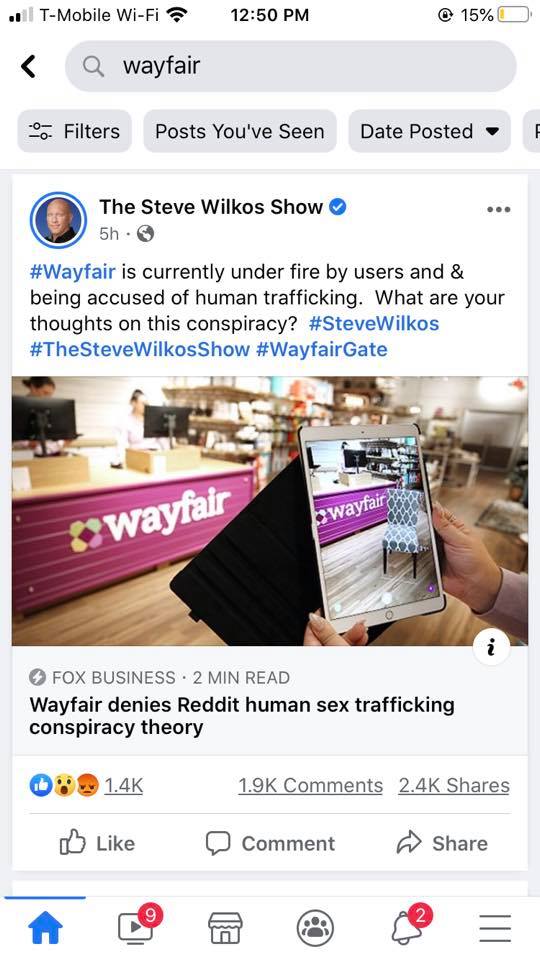 T-Mobile Wi-Fi 12:50 PM 15%
wayfair
Filters Posts You've Seen Date Posted
The Steve Wilkos Show
5h ·
#Wayfair is currently under fire by users and &
being accused of human trafficking. What are your
thoughts on this conspiracy? #SteveWilkos
#TheSteveWilkosShow #WayfairGate
wayfair
wayfair
i
FOX BUSINESS · 2 MIN READ
Wayfair denies Reddit human sex trafficking
conspiracy theory
1.4K 1.9K Comments 2.4K Shares
Like Comment Share
9 2